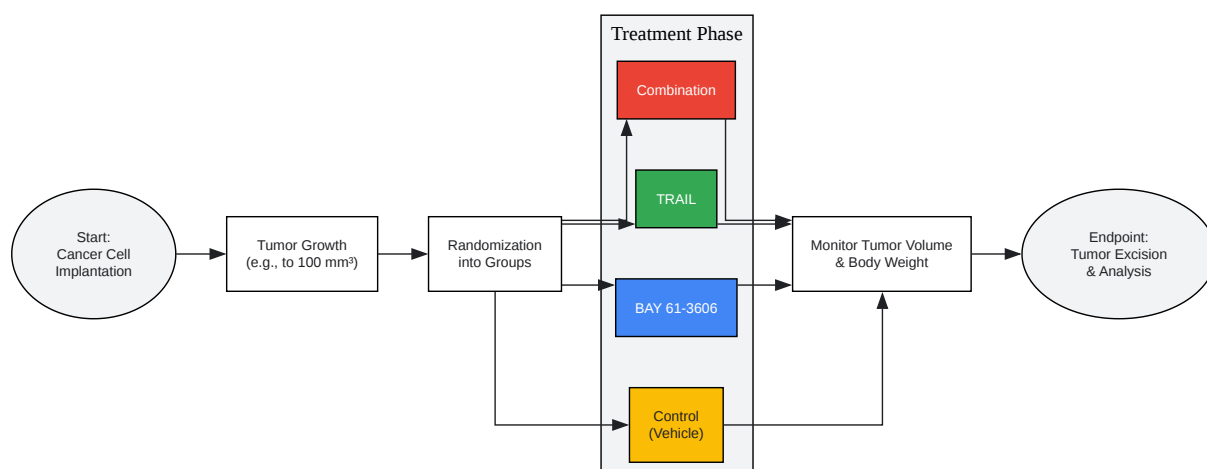 Treatment Phase
Combination
TRAIL
BAY 61-3606
Control
(Vehicle)
Start:
Cancer Cell
Implantation
Tumor Growth
(e.g., to 100 mm³)
Randomization
into Groups
Monitor Tumor Volume
& Body Weight
Endpoint:
Tumor Excision
& Analysis